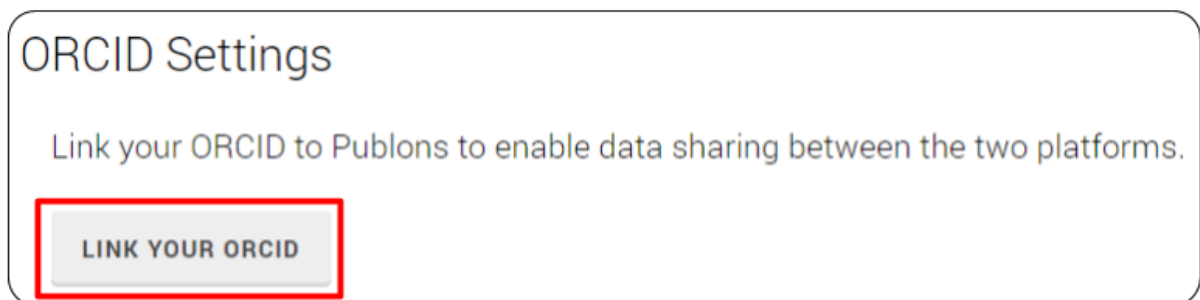 ORCID Settings
Link your ORCID to Publons to enable data sharing between the two platforms.
LINK YOUR ORCID